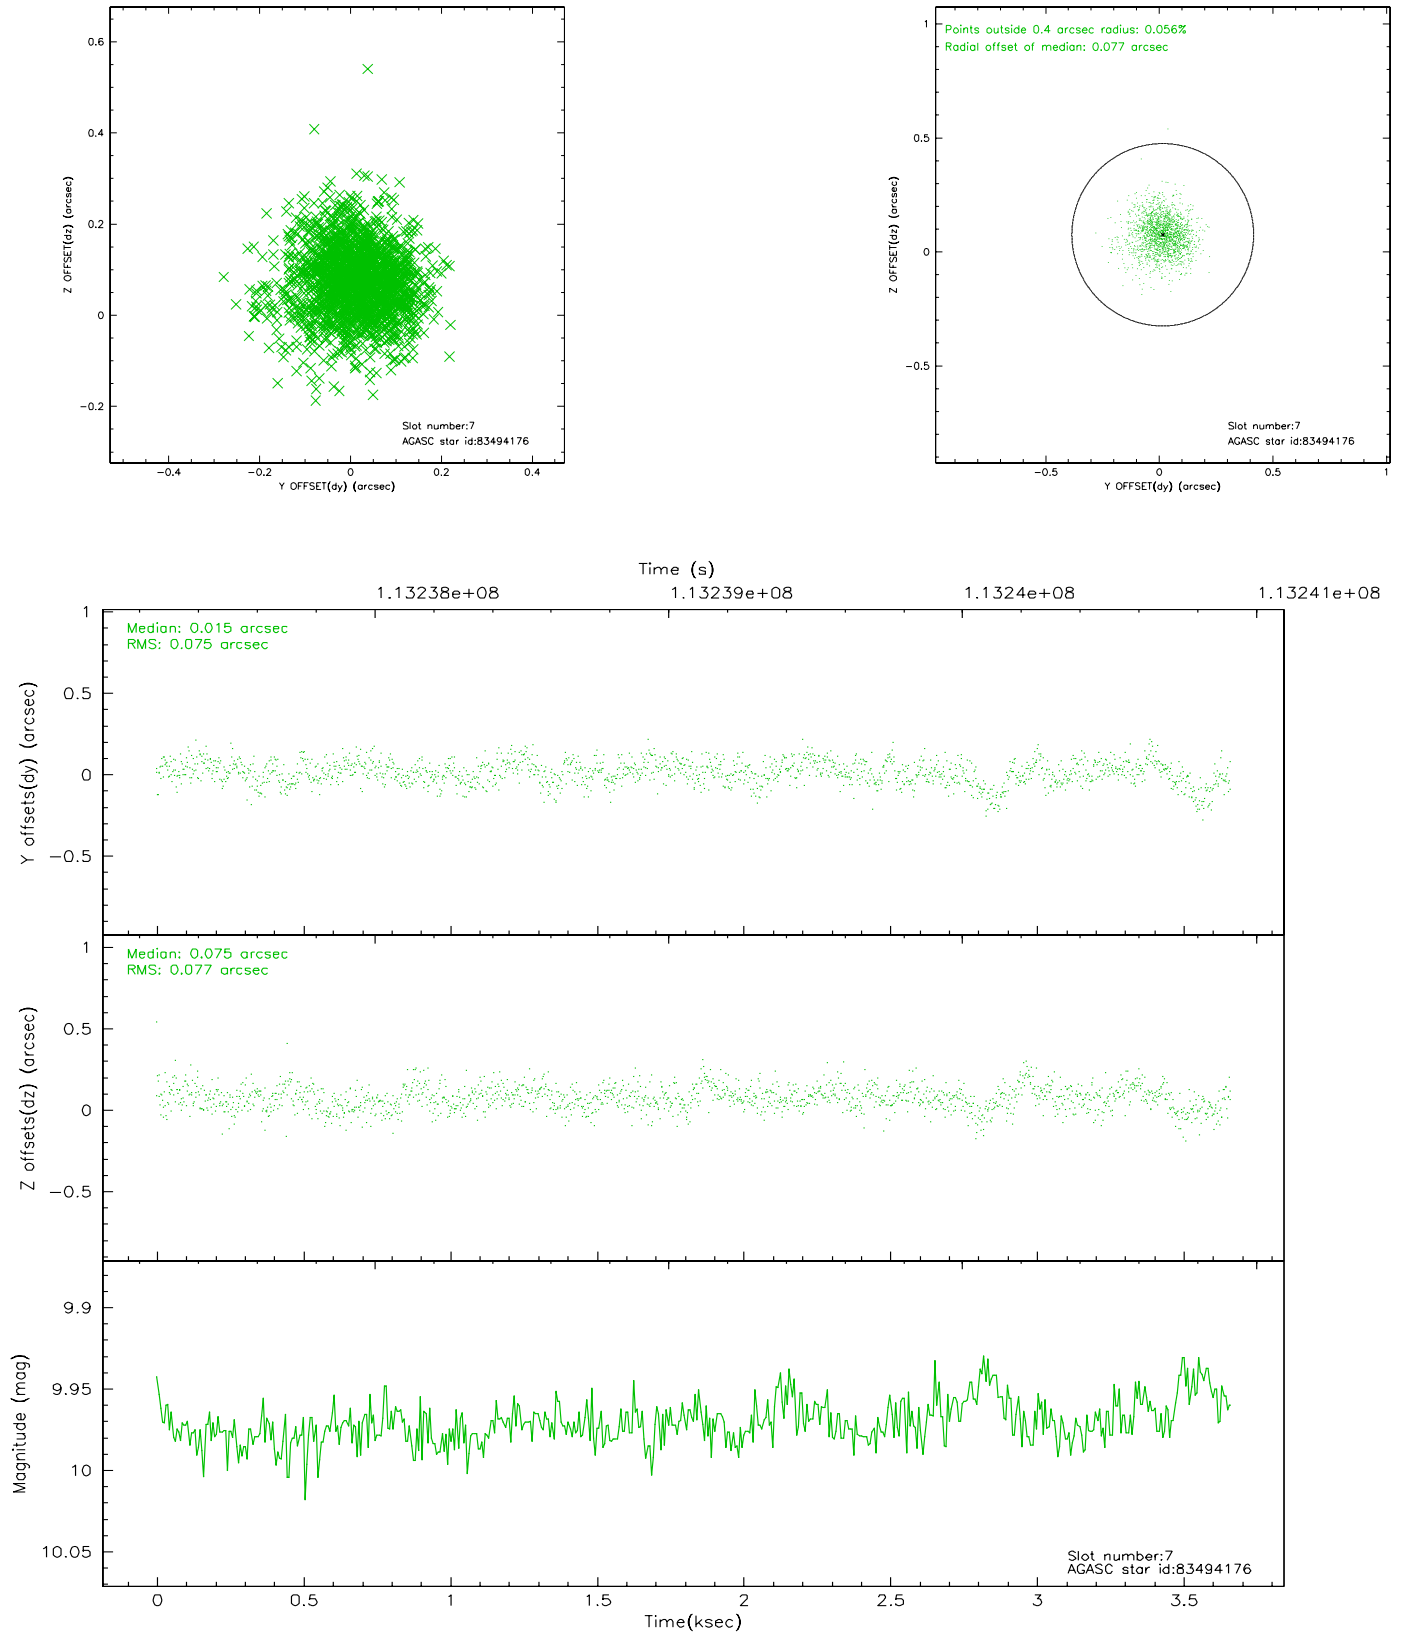 0.6
0.4
0.2
0
−0.2
−0.4
−0.2
0
0.2
0.4
Z OFFSET(dz) (arcsec)
Y OFFSET(dy) (arcsec)
Slot number:7
AGASC star id:83494176
Points outside 0.4 arcsec radius: 0.056%
Radial offset of median: 0.077 arcsec
1
0.5
0
−0.5
−0.5
0
0.5
1
Z OFFSET(dz) (arcsec)
Y OFFSET(dy) (arcsec)
Slot number:7
AGASC star id:83494176
Time (s)
1.13238e+08
1.13239e+08
1.1324e+08
1.13241e+08
Median: 0.015 arcsec
RMS: 0.075 arcsec
1
0.5
0
−0.5
Y offsets(dy) (arcsec)
Median: 0.075 arcsec
RMS: 0.077 arcsec
1
0.5
0
−0.5
Z offsets(dz) (arcsec)
9.9
9.95
10
10.05
Magnitude (mag)
Slot number:7
AGASC star id:83494176
0
0.5
1
1.5
2
2.5
3
3.5
Time(ksec)